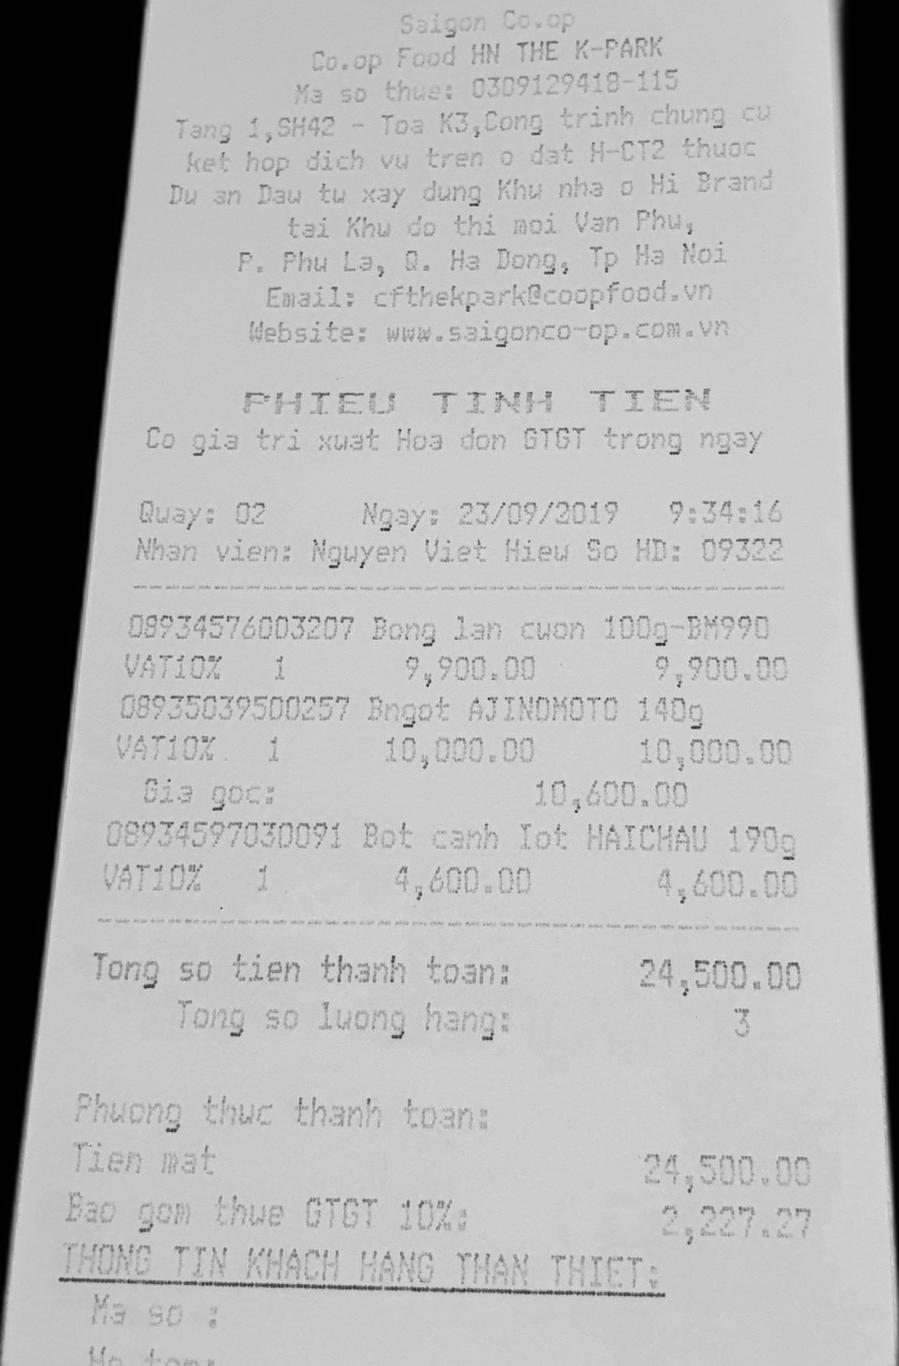 Saigon Co.op
Co.op Food HN THE K-PARK
Ma so thue: 0309129418-115
Tang 1,SH42 - Toa K3,Cong trinh chung cu
ket hop dich vu tren o dat H-CT2 thuoc
Du an Dau tu xay dung Khu nha o Hi Brand
tai Khu do thi moi Van Phu,
P. Phu La, Q. Ha Dong, Tp Ha Noi
Email: cfthekpark@coopfood.vn
Website: www.saigonco-op.com.vn
PHIEU TINH TIEN
Co gia tri xuat Hoa don GTGT trong ngay
Quay: 02 Ngay: 23/09/2019 9:34:16
Nhan vien: Nguyen Viet Hieu So HD: 09322
08934576003207 Bong lan cuon 100g-BM990
VAT10% 1 9,900.00 9,900.00
08935039500257 Bngot AJINOMOTO 140g
VAT10% 1 10,000.00 10,000.00
Gia goc: 10,600.00
08934597030091 Bot canh Iot HAICHAU 190g
VAT10% 1 4,600.00 4,600.00
Tong so tien thanh toan: 24,500.00
Tong so luong hang: 3
Phuong thuc thanh toan:
Tien mat 24,500.00
Bao gom thue GTGT 10%: 2,227.27
THONG TIN KHACH HANG THAN THIET:
Ma so :
Ho ten: